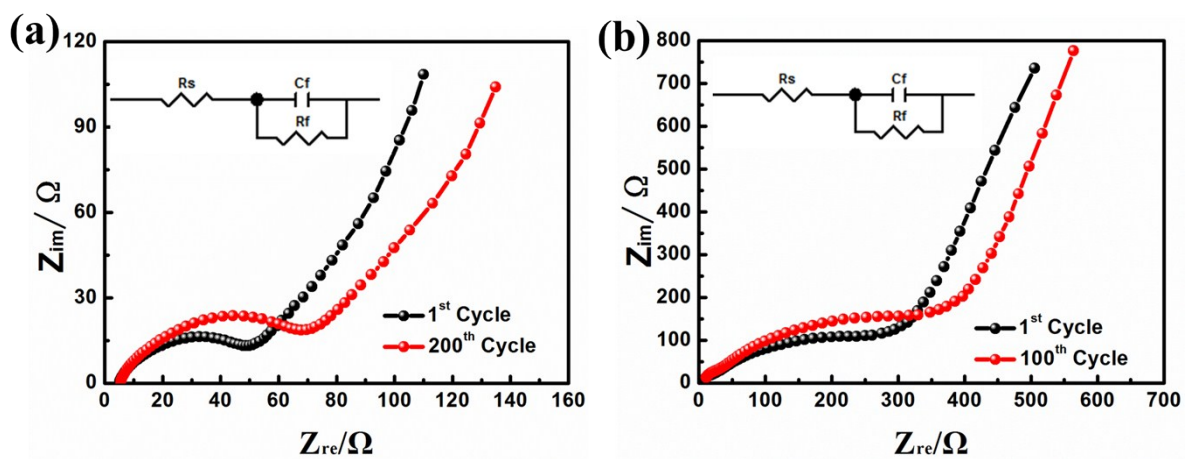 (a)
120
90
60
30
0
Zim/ Ω
Rs
Cf
Rf
1st Cycle
200th Cycle
0 20 40 60 80 100 120 140 160
Zre/Ω
(b)
800
700
600
500
400
300
200
100
0
Zim/ Ω
Rs
Cf
Rf
1st Cycle
100th Cycle
0 100 200 300 400 500 600 700
Zre/Ω